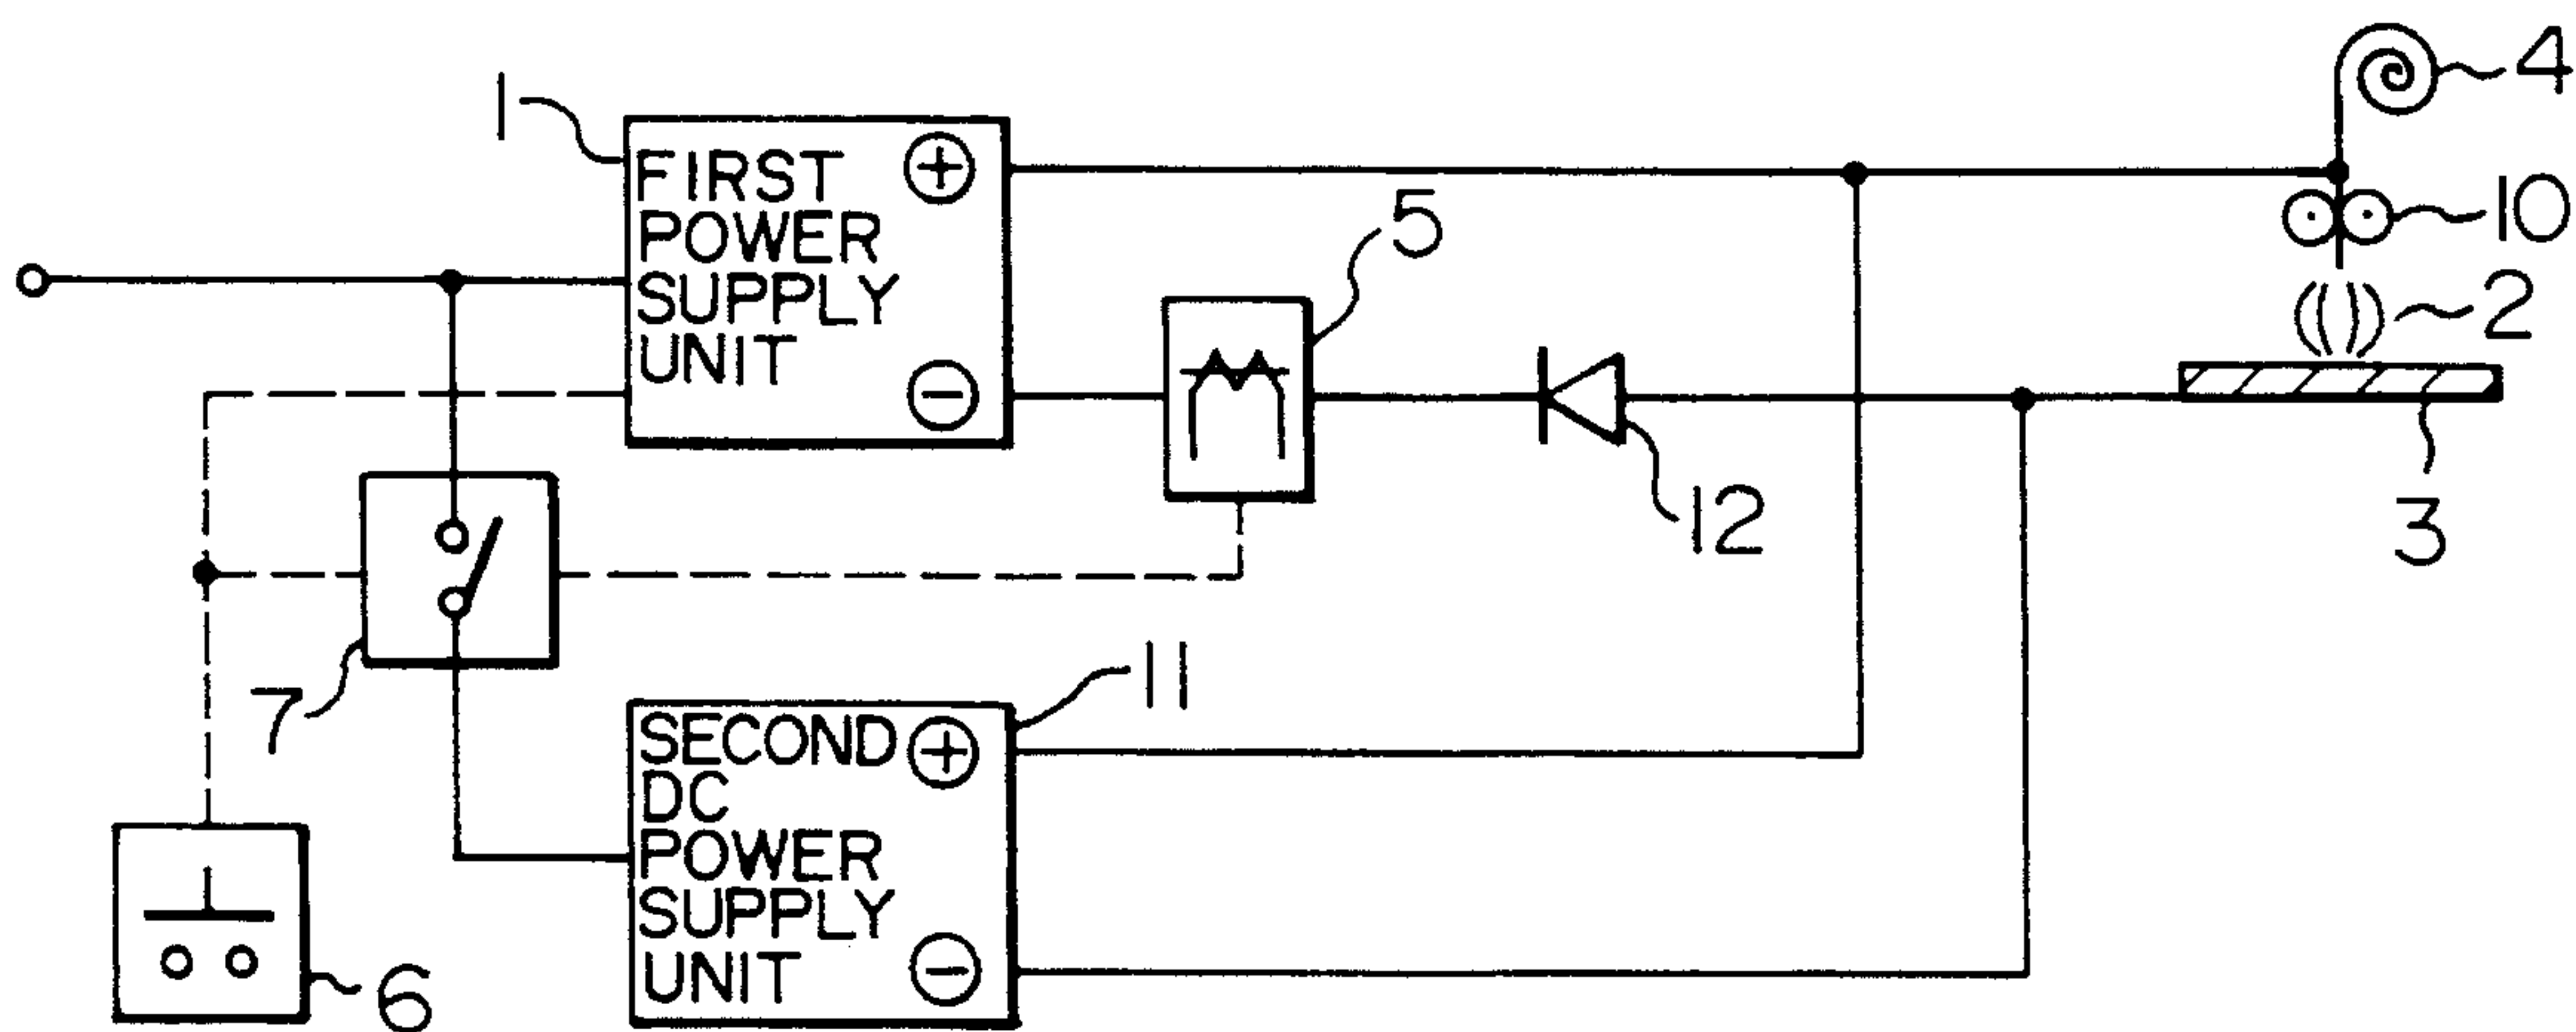 1
FIRST
POWER
SUPPLY
UNIT
+
−
5
4
10
2
12
3
7
11
SECOND
DC
POWER
SUPPLY
UNIT
+
−
6